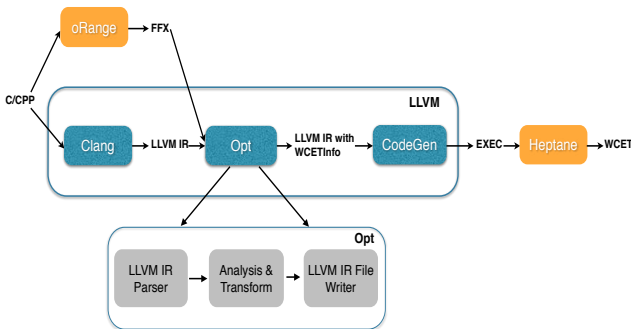 oRange
FFX
C/CPP
LLVM
Clang
LLVM IR
Opt
LLVM IR with
WCETInfo
CodeGen
EXEC
Heptane
WCET
Opt
LLVM IR
Parser
Analysis &
Transform
LLVM IR File
Writer